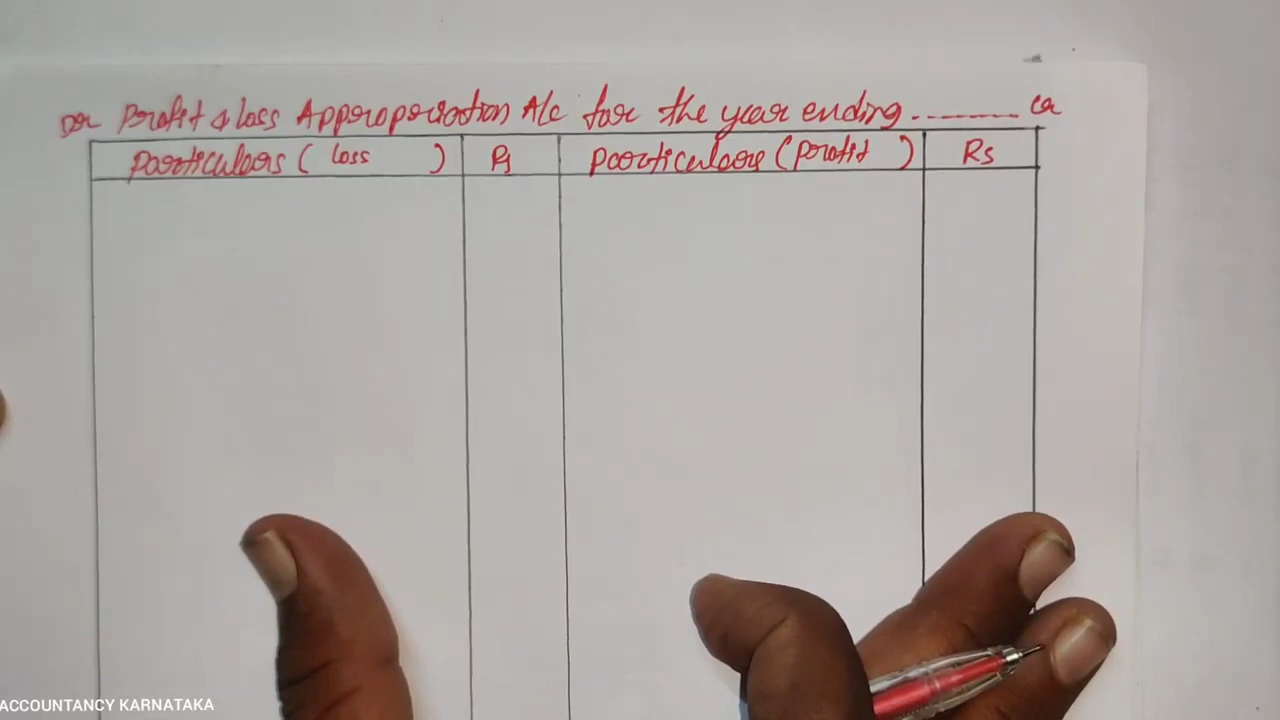 Dr Profit & loss Appropriation A/c for the year ending......... Cr
Particulars ( loss ) Rs Particulars ( Profit ) Rs
ACCOUNTANCY KARNATAKA